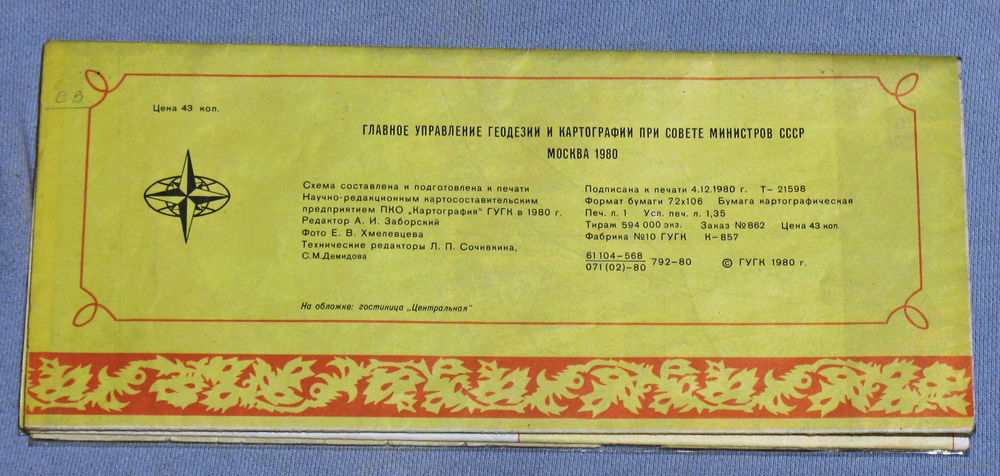 СВ
Цена 43 коп.
ГЛАВНОЕ УПРАВЛЕНИЕ ГЕОДЕЗИИ И КАРТОГРАФИИ ПРИ СОВЕТЕ МИНИСТРОВ СССР
МОСКВА 1980
Схема составлена и подготовлена к печати
Научно-редакционным картосоставительским
предприятием ПКО „Картография" ГУГК в 1980 г.
Редактор А. И. Заборский
Фото Е. В. Хмелевцева
Технические редакторы Л. П. Сочивкина,
С.М.Демидова
Подписана к печати 4.12.1980 г. Т– 21598
Формат бумаги 72х106 Бумага картографическая
Печ. л. 1 Усл. печ. л. 1,35
Тираж 594 000 экз. Заказ №862 Цена 43 коп.
Фабрика №10 ГУГК К–857
61 104–568
071 (02)–80
792–80
© ГУГК 1980 г.
На обложке: гостиница „Центральная"